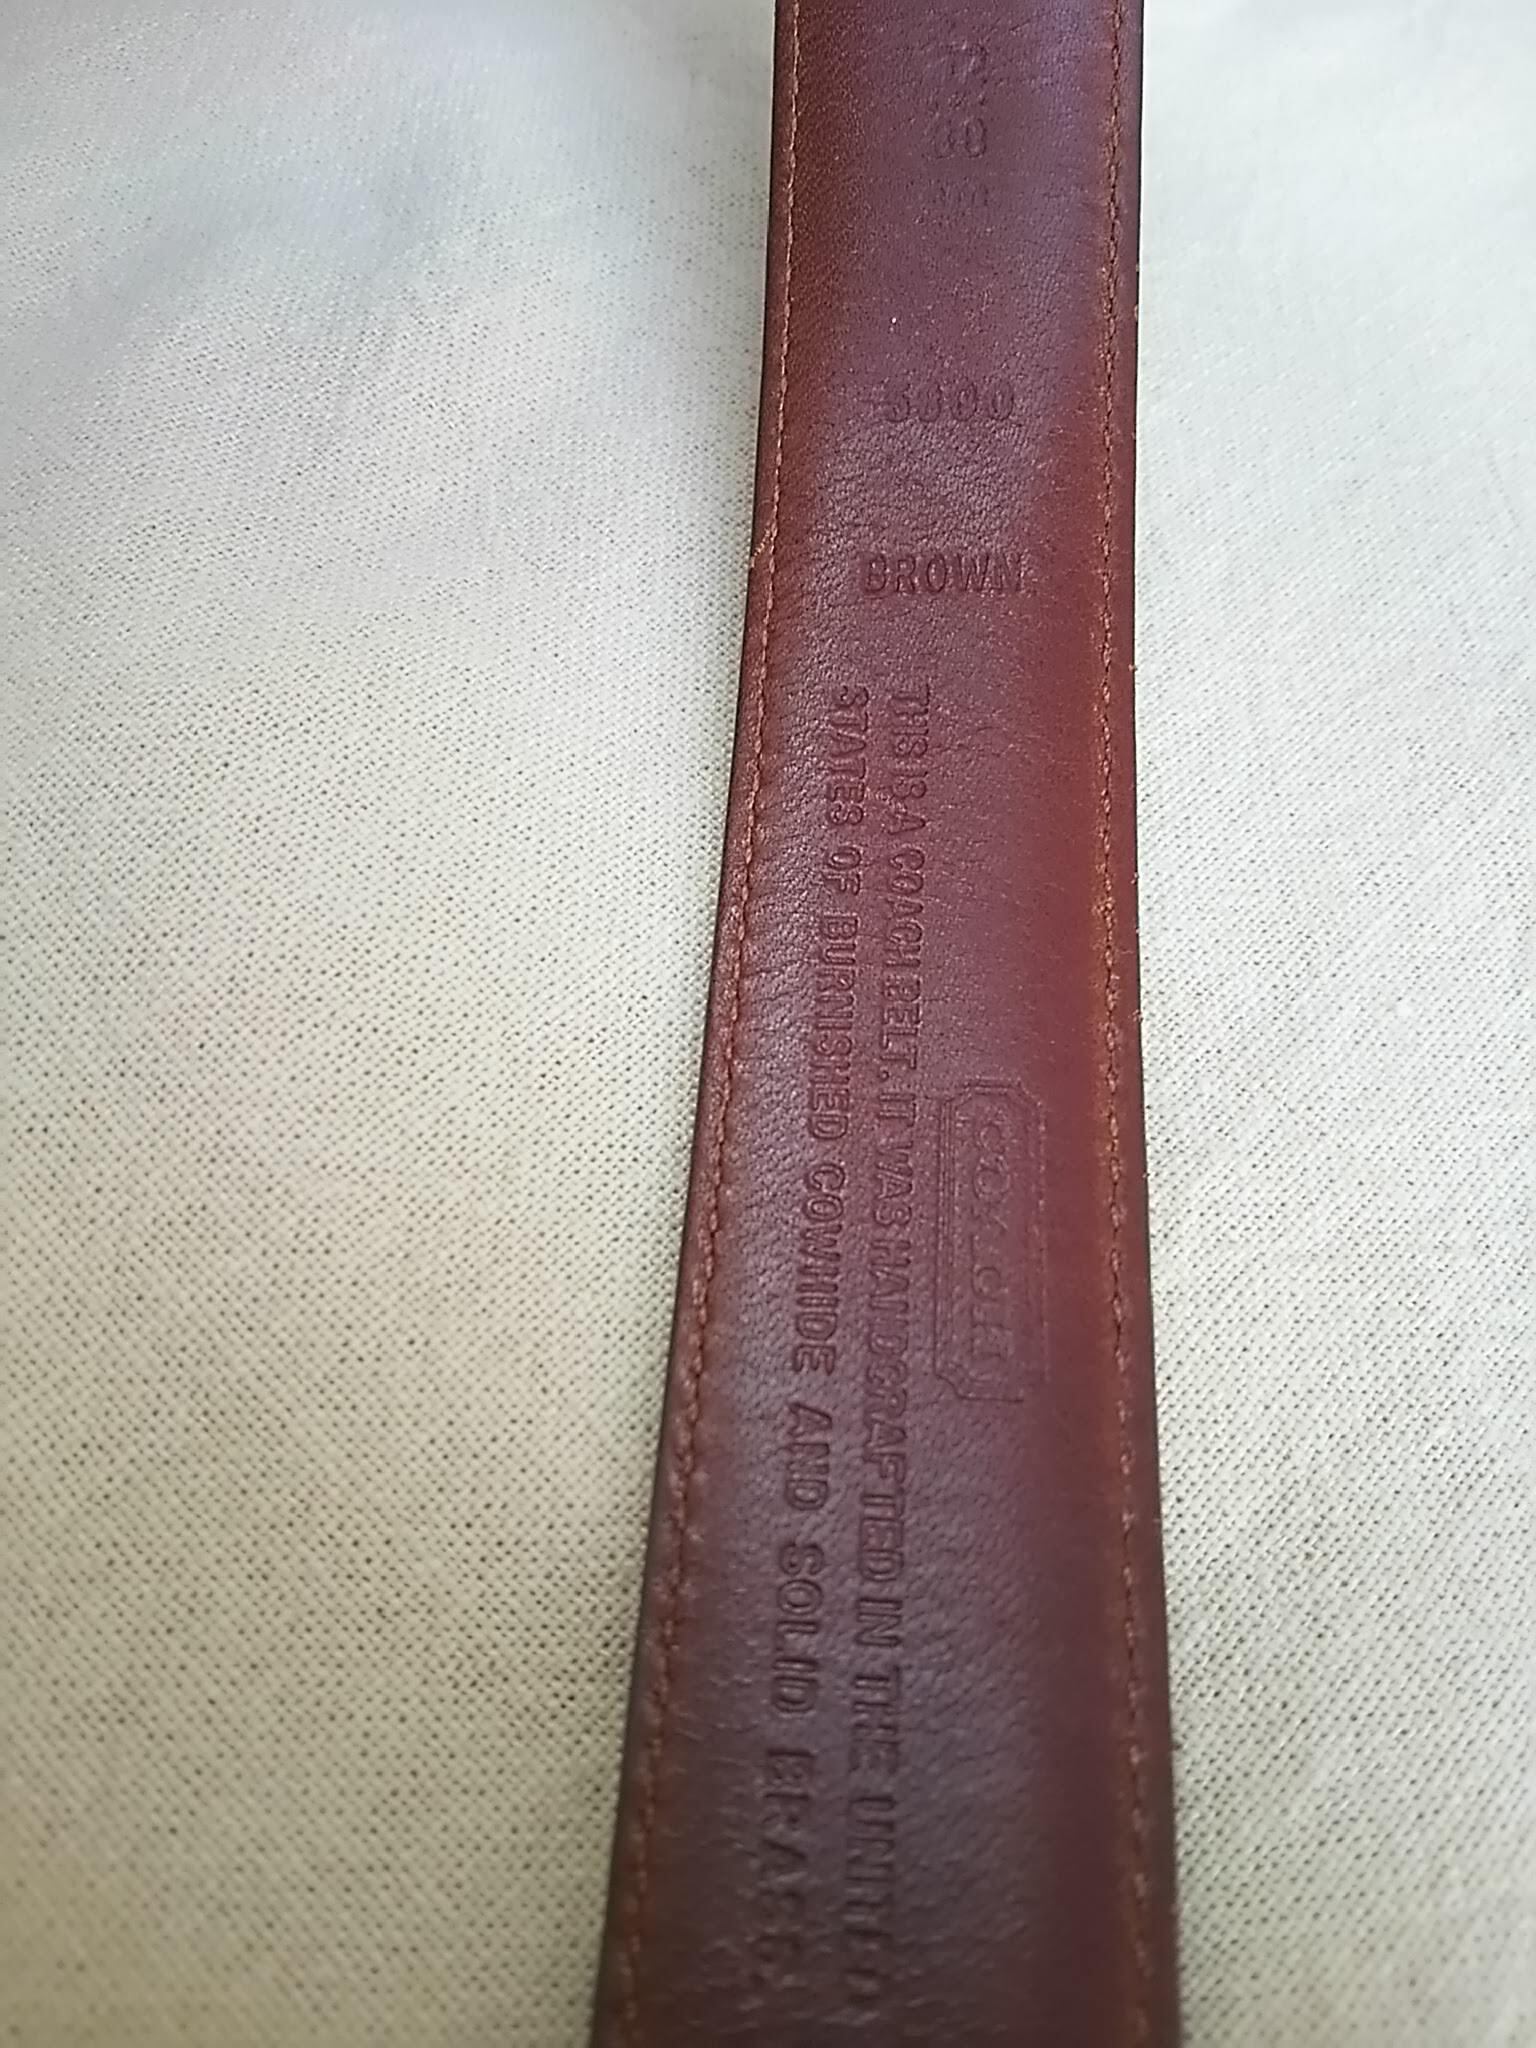 BROWN
COACH
THIS IS A COACH BELT. IT WAS HANDCRAFTED IN THE UNITED
STATES OF BURNISHED COWHIDE AND SOLID BRASS.